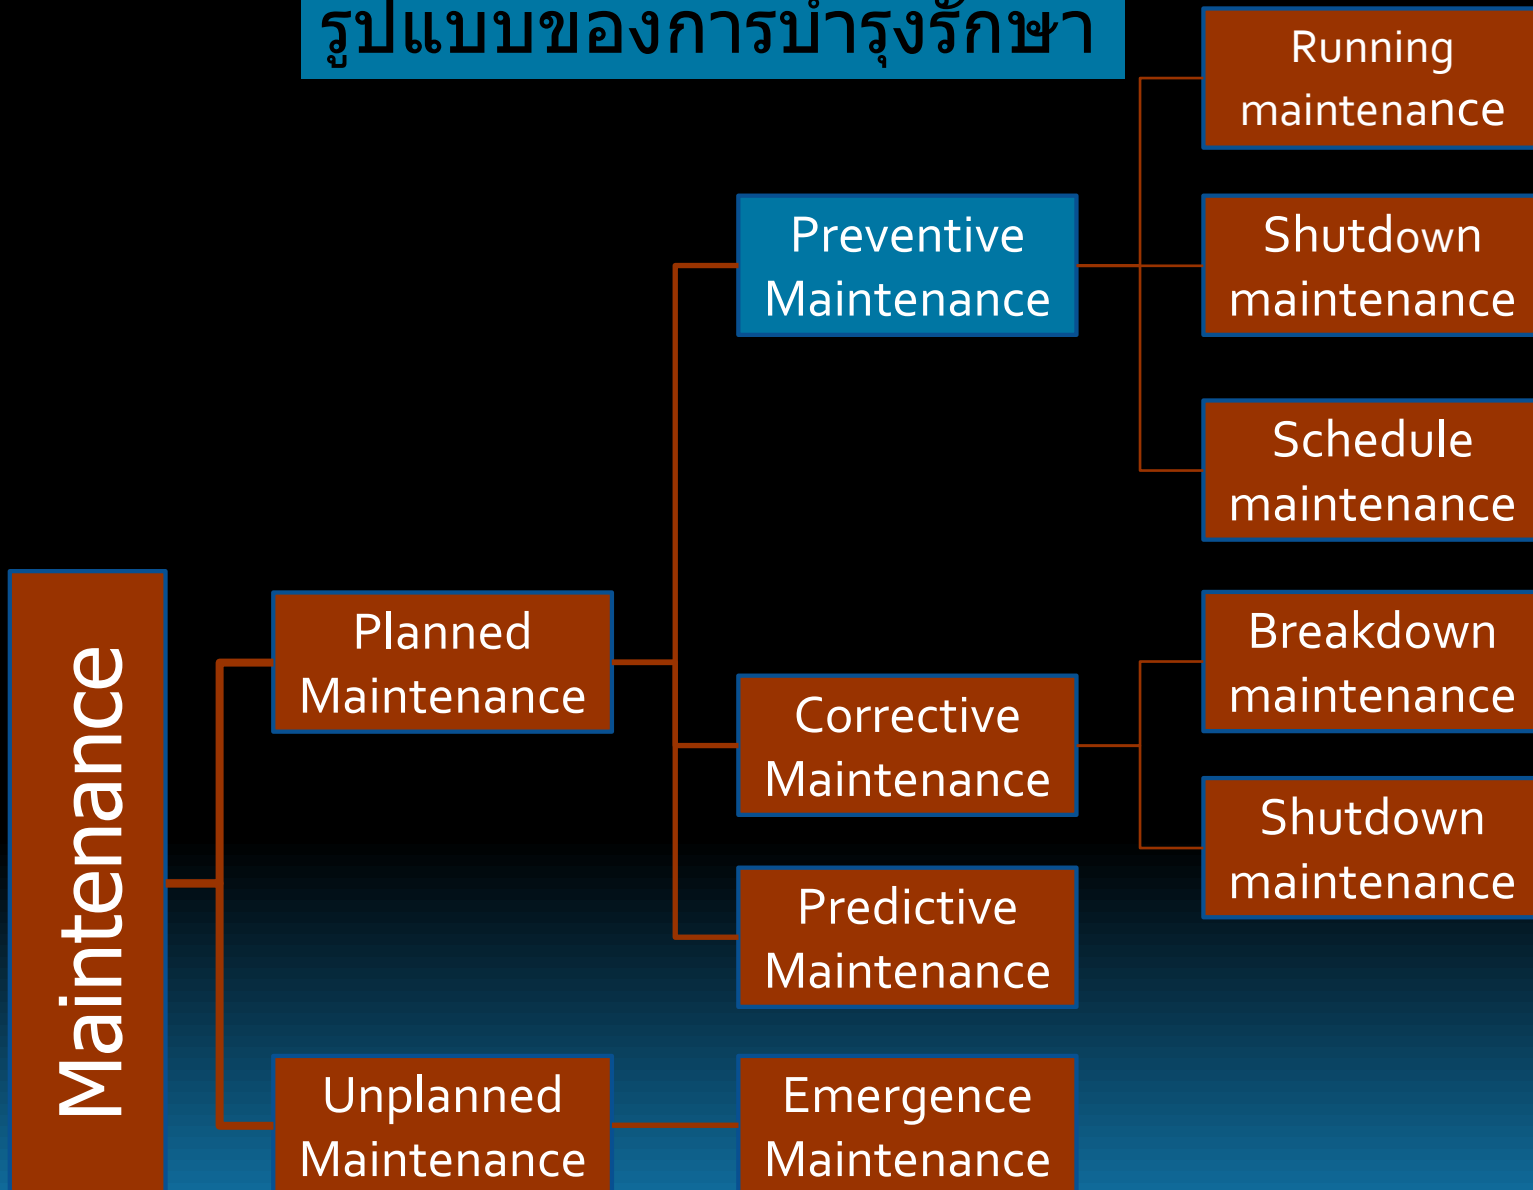 รูปแบบของการบำรุงรักษา
Running
maintenance
Preventive
Maintenance
Shutdown
maintenance
Schedule
maintenance
Maintenance
Planned
Maintenance
Corrective
Maintenance
Breakdown
maintenance
Shutdown
maintenance
Predictive
Maintenance
Unplanned
Maintenance
Emergence
Maintenance